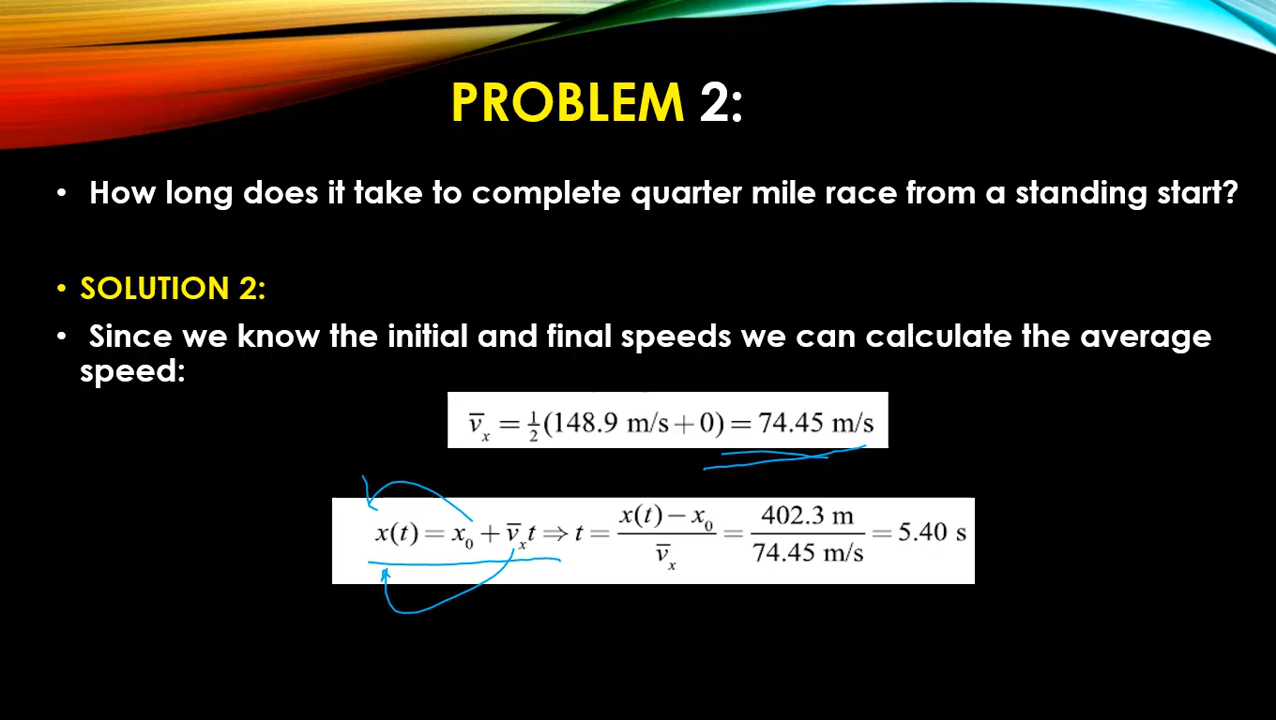 PROBLEM 2:
• How long does it take to complete quarter mile race from a standing start?
• SOLUTION 2:
• Since we know the initial and final speeds we can calculate the average
speed:
v̅ₓ = ½(148.9 m/s + 0) = 74.45 m/s
x(t) = x₀ + v̅ₓt ⇒ t = (x(t) − x₀)/v̅ₓ = 402.3 m/74.45 m/s = 5.40 s